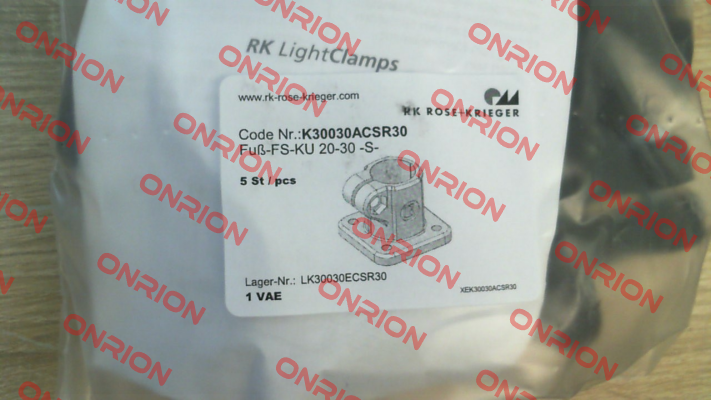 RK LightClamps
www.rk-rose-krieger.com
RK ROSE+KRIEGER
Code Nr.:K30030ACSR30
Fuß-FS-KU 20-30 -S-
5 St / pcs
Lager-Nr.: LK30030ECSR30
1 VAE
XEK30030ACSR30
ONRION